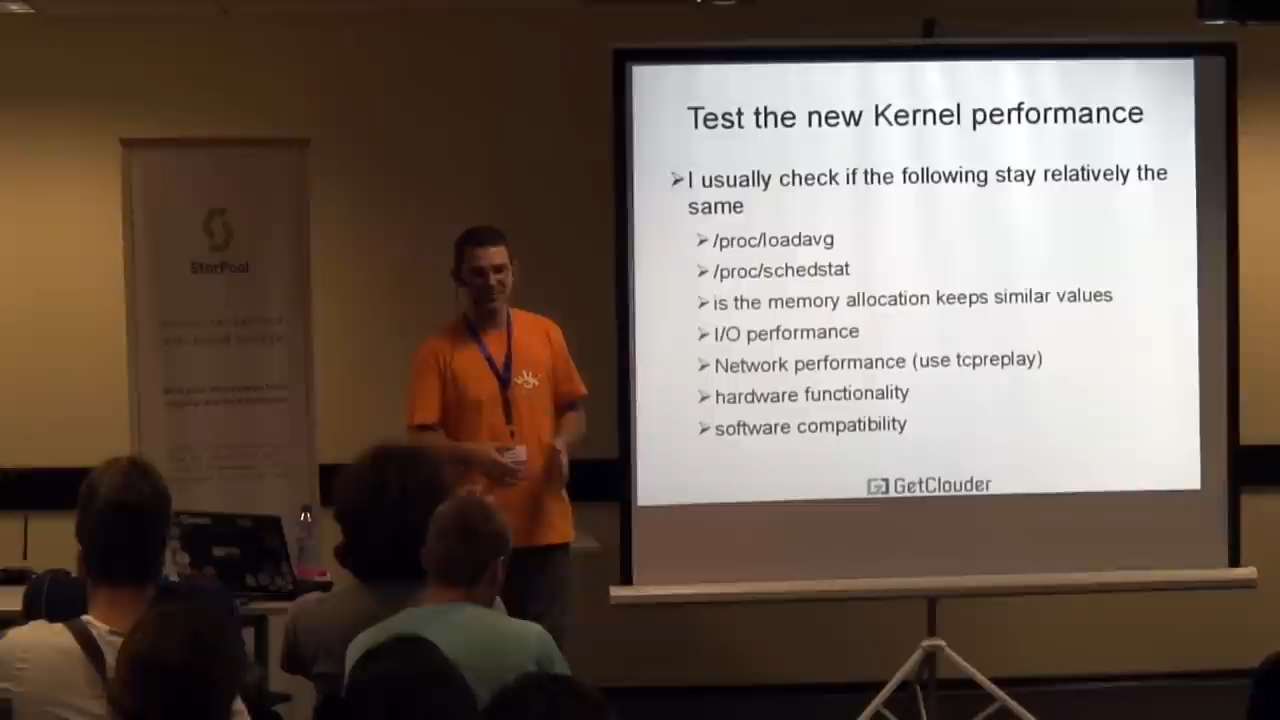 StorPool
Test the new Kernel performance
➢I usually check if the following stay relatively the
same
➢/proc/loadavg
➢/proc/schedstat
➢is the memory allocation keeps similar values
➢I/O performance
➢Network performance (use tcpreplay)
➢hardware functionality
➢software compatibility
GetClouder